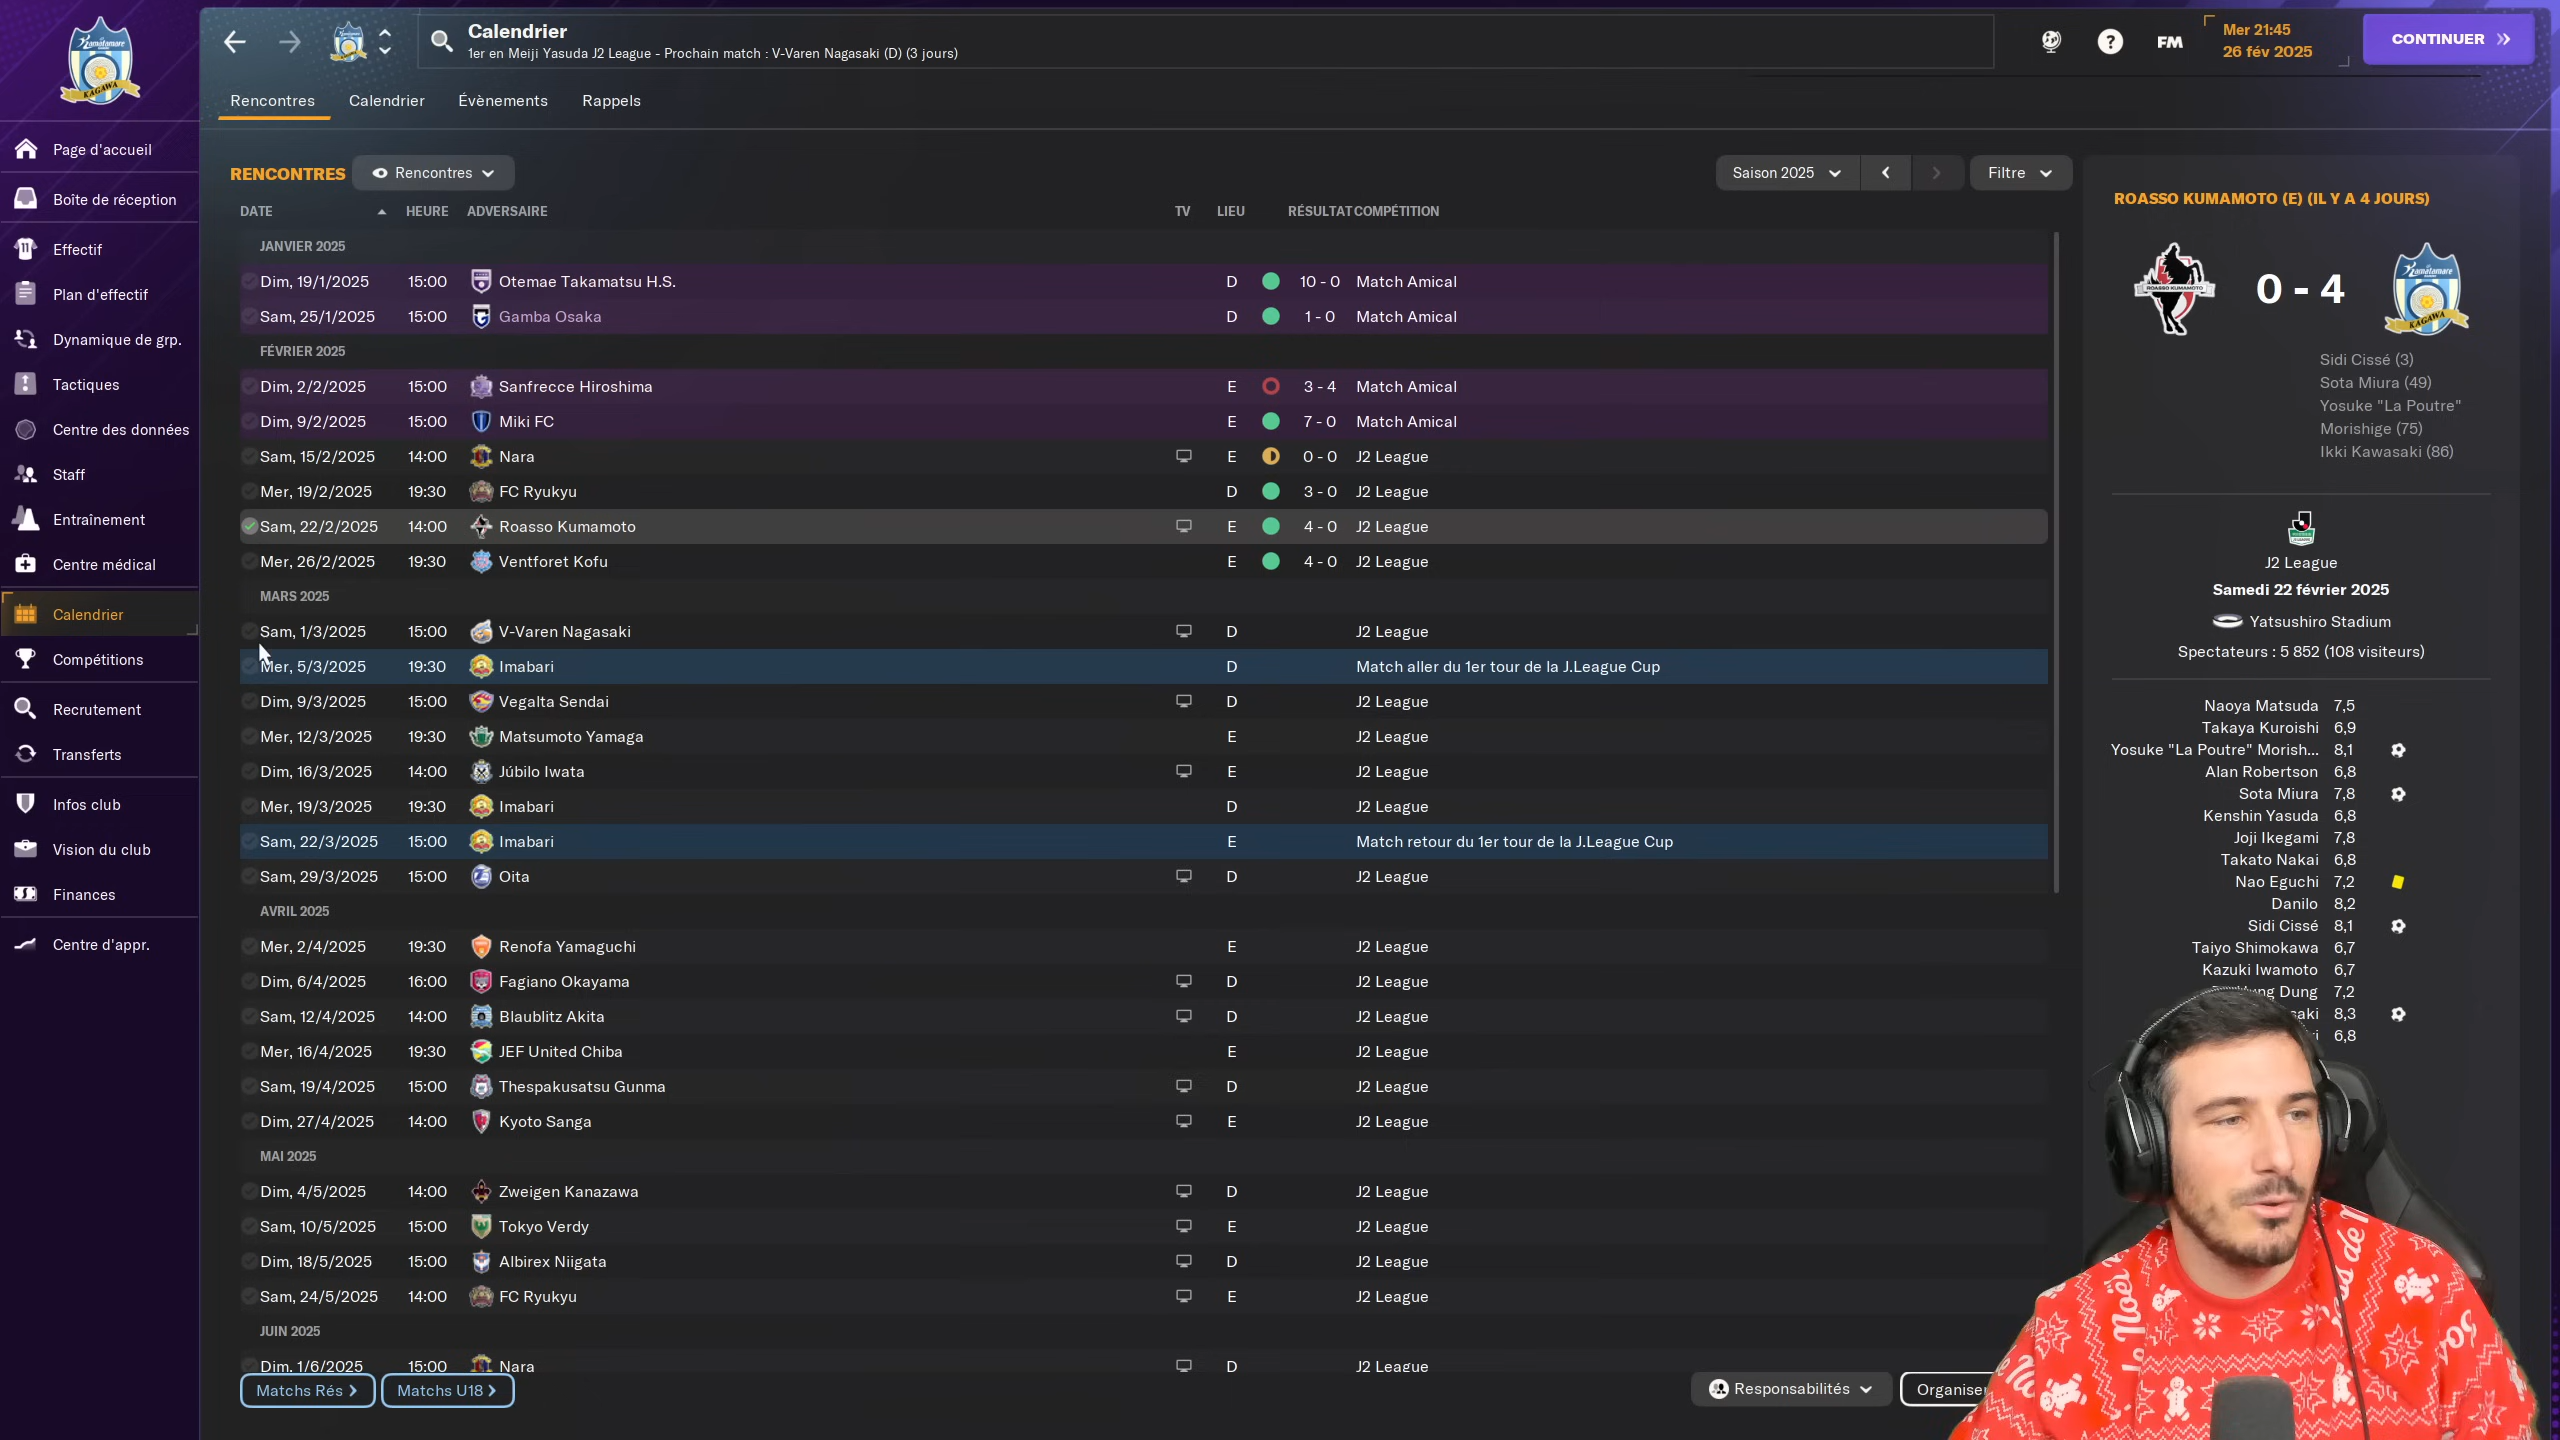 Calendrier
1er en Meiji Yasuda J2 League - Prochain match : V-Varen Nagasaki (D) (3 jours)
FM
Mer 21:45
26 fév 2025
CONTINUER
Rencontres Calendrier Évènements Rappels
KAGAWA
Page d'accueil
Boîte de réception
Effectif
Plan d'effectif
Dynamique de grp.
Tactiques
Centre des données
Staff
Entraînement
Centre médical
Calendrier
Compétitions
Recrutement
Transferts
Infos club
Vision du club
Finances
Centre d'appr.
RENCONTRES Rencontres Saison 2025 Filtre
DATE HEURE ADVERSAIRE TV LIEU RÉSULTAT COMPÉTITION
JANVIER 2025
Dim, 19/1/2025 15:00 Otemae Takamatsu H.S. D 10 - 0 Match Amical
Sam, 25/1/2025 15:00 Gamba Osaka D 1 - 0 Match Amical
FÉVRIER 2025
Dim, 2/2/2025 15:00 Sanfrecce Hiroshima E 3 - 4 Match Amical
Dim, 9/2/2025 15:00 Miki FC E 7 - 0 Match Amical
Sam, 15/2/2025 14:00 Nara E 0 - 0 J2 League
Mer, 19/2/2025 19:30 FC Ryukyu D 3 - 0 J2 League
Sam, 22/2/2025 14:00 Roasso Kumamoto E 4 - 0 J2 League
Mer, 26/2/2025 19:30 Ventforet Kofu E 4 - 0 J2 League
MARS 2025
Sam, 1/3/2025 15:00 V-Varen Nagasaki D J2 League
Mer, 5/3/2025 19:30 Imabari D Match aller du 1er tour de la J.League Cup
Dim, 9/3/2025 15:00 Vegalta Sendai D J2 League
Mer, 12/3/2025 19:30 Matsumoto Yamaga E J2 League
Dim, 16/3/2025 14:00 Júbilo Iwata E J2 League
Mer, 19/3/2025 19:30 Imabari D J2 League
Sam, 22/3/2025 15:00 Imabari E Match retour du 1er tour de la J.League Cup
Sam, 29/3/2025 15:00 Oita D J2 League
AVRIL 2025
Mer, 2/4/2025 19:30 Renofa Yamaguchi E J2 League
Dim, 6/4/2025 16:00 Fagiano Okayama D J2 League
Sam, 12/4/2025 14:00 Blaublitz Akita D J2 League
Mer, 16/4/2025 19:30 JEF United Chiba E J2 League
Sam, 19/4/2025 15:00 Thespakusatsu Gunma D J2 League
Dim, 27/4/2025 14:00 Kyoto Sanga E J2 League
MAI 2025
Dim, 4/5/2025 14:00 Zweigen Kanazawa D J2 League
Sam, 10/5/2025 15:00 Tokyo Verdy E J2 League
Dim, 18/5/2025 15:00 Albirex Niigata D J2 League
Sam, 24/5/2025 14:00 FC Ryukyu E J2 League
JUIN 2025
Dim, 1/6/2025 15:00 Nara D J2 League
Matchs Rés Matchs U18 Responsabilités Organiser
ROASSO KUMAMOTO (E) (IL Y A 4 JOURS)
0 - 4
ROASSO KUMAMOTO
KAGAWA
Sidi Cissé (3)
Sota Miura (49)
Yosuke "La Poutre"
Morishige (75)
Ikki Kawasaki (86)
J2 League
Samedi 22 février 2025
Yatsushiro Stadium
Spectateurs : 5 852 (108 visiteurs)
Naoya Matsuda 7,5
Takaya Kuroishi 6,9
Yosuke "La Poutre" Morish... 8,1
Alan Robertson 6,8
Sota Miura 7,8
Kenshin Yasuda 6,8
Joji Ikegami 7,8
Takato Nakai 6,8
Nao Eguchi 7,2
Danilo 8,2
Sidi Cissé 8,1
Taiyo Shimokawa 6,7
Kazuki Iwamoto 6,7
Dung 7,2
8,3
6,8